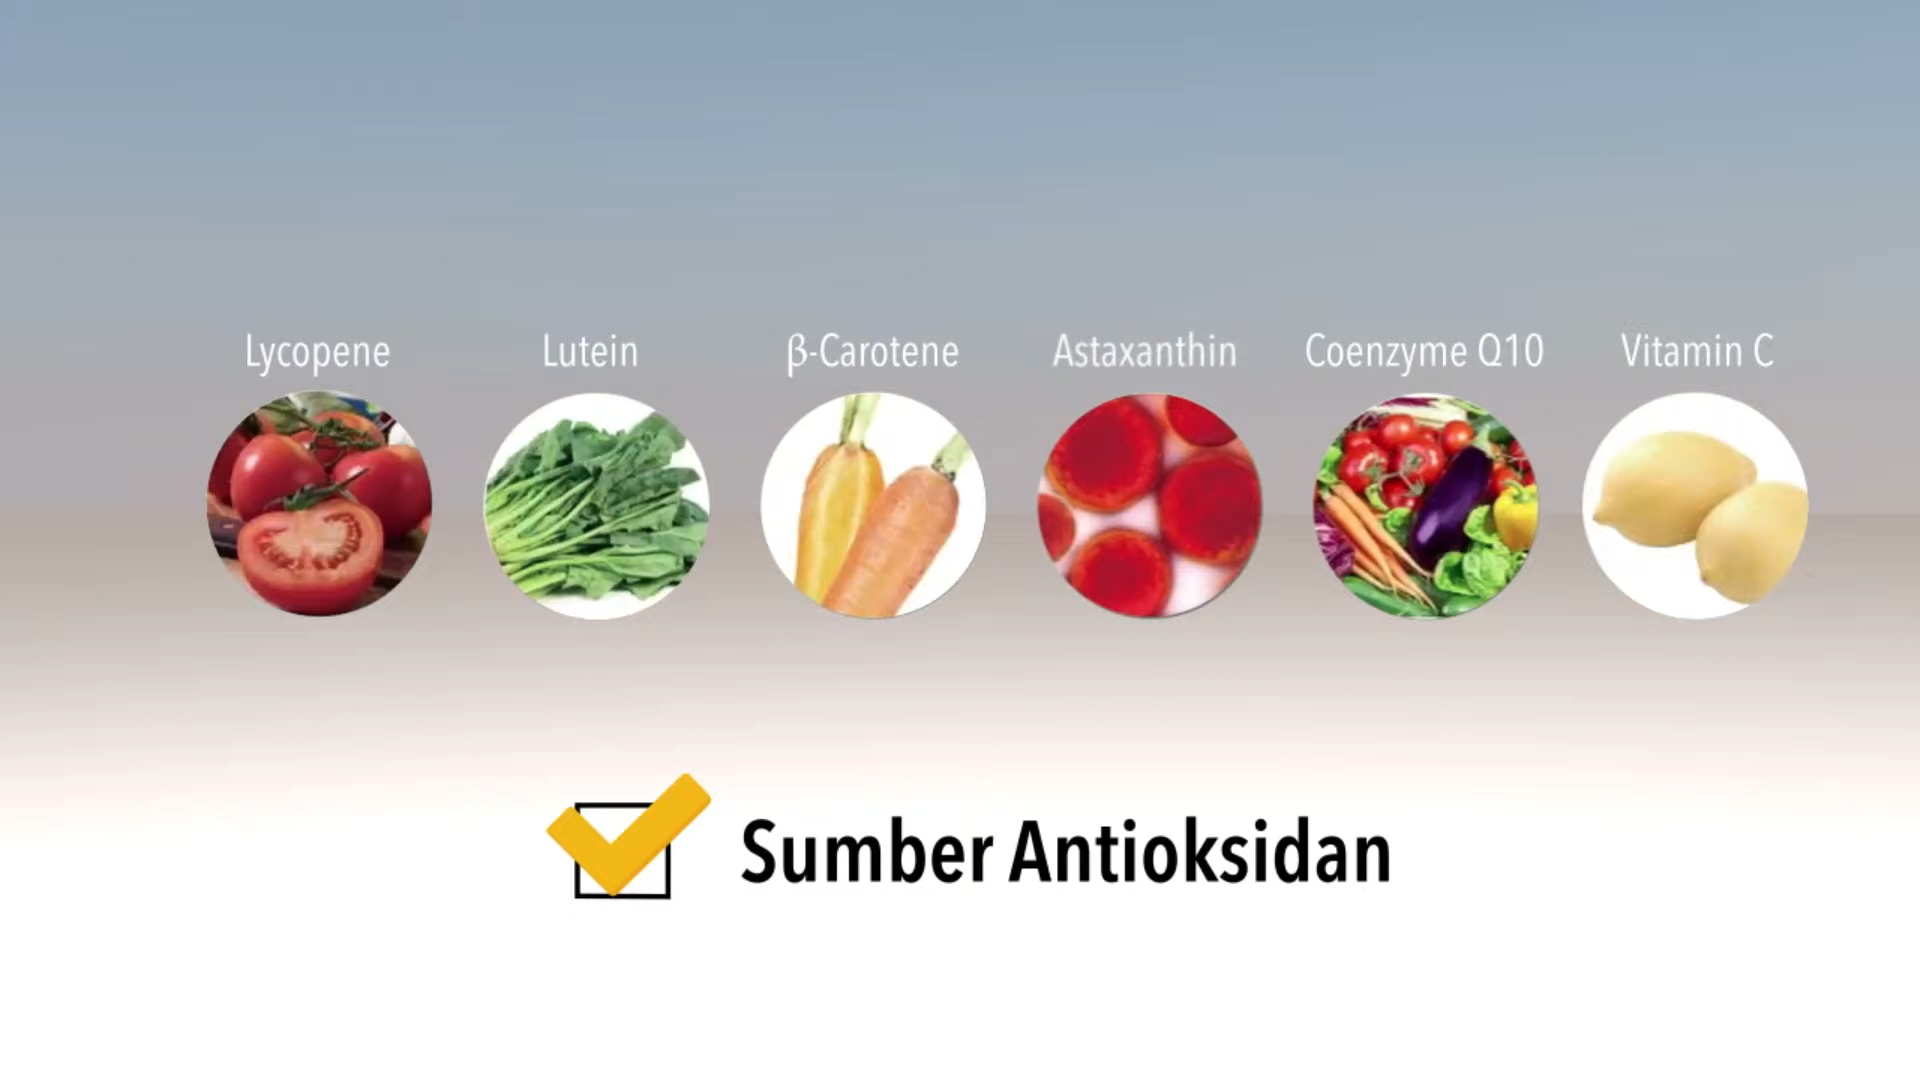 Lycopene
Lutein
β-Carotene
Astaxanthin
Coenzyme Q10
Vitamin C
Sumber Antioksidan